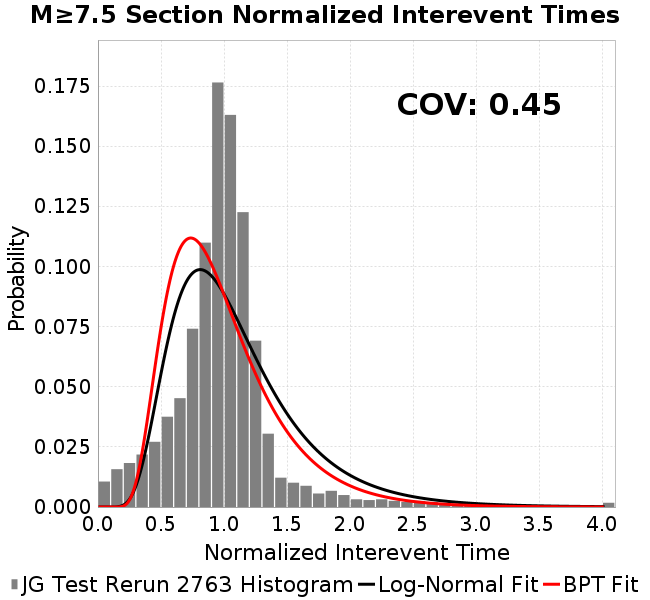 M≥7.5 Section Normalized Interevent Times
COV: 0.45
Probability
0.175
0.150
0.125
0.100
0.075
0.050
0.025
0.000
0.0 0.5 1.0 1.5 2.0 2.5 3.0 3.5 4.0
Normalized Interevent Time
JG Test Rerun 2763 Histogram Log-Normal Fit BPT Fit